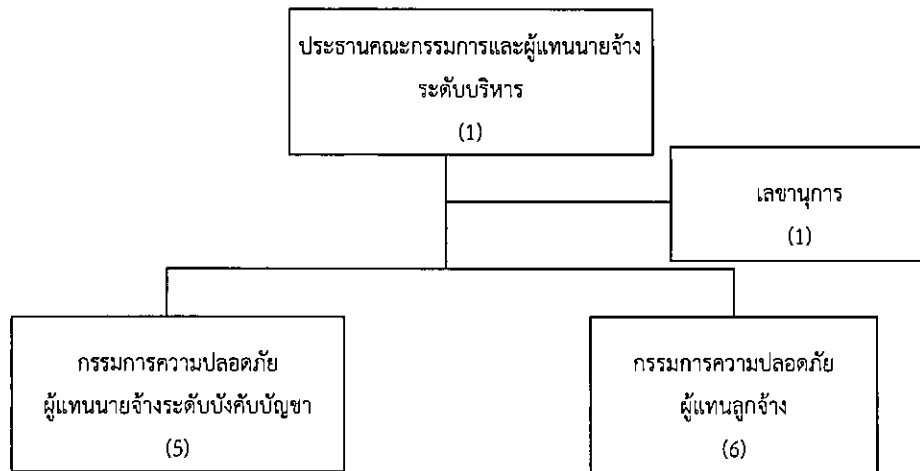 ประธานคณะกรรมการและผู้แทนนายจ้าง
ระดับบริหาร
(1)
เลขานุการ
(1)
กรรมการความปลอดภัย
ผู้แทนนายจ้างระดับบังคับบัญชา
(5)
กรรมการความปลอดภัย
ผู้แทนลูกจ้าง
(6)